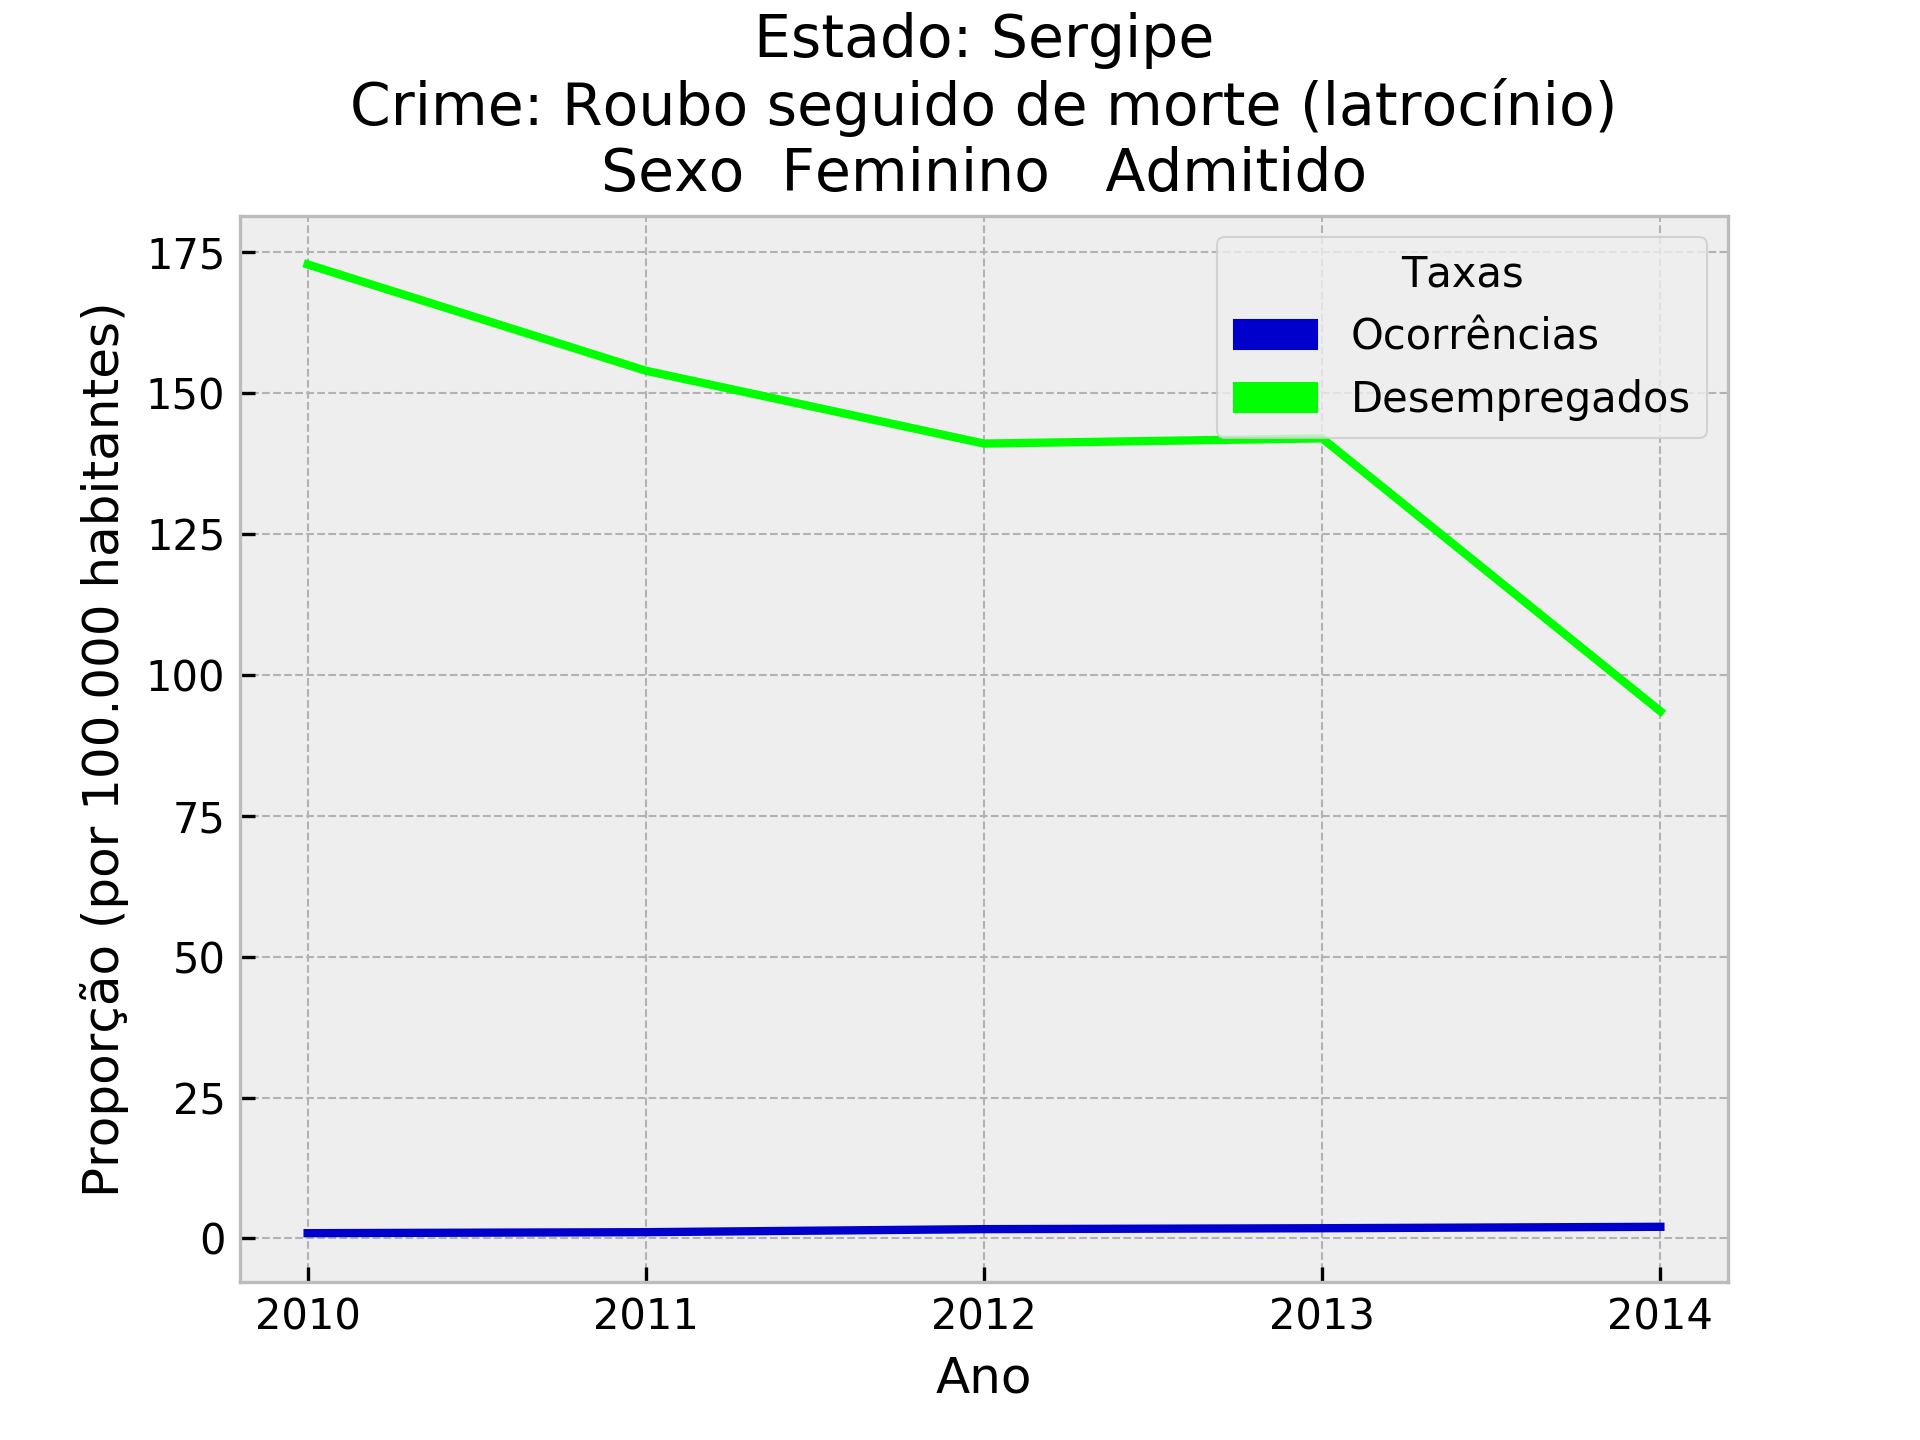 Estado: Sergipe
Crime: Roubo seguido de morte (latrocínio)
Sexo  Feminino   Admitido
Taxas
Ocorrências
Desempregados
Proporção (por 100.000 habitantes)
175
150
125
100
75
50
25
0
2010 2011 2012 2013 2014
Ano